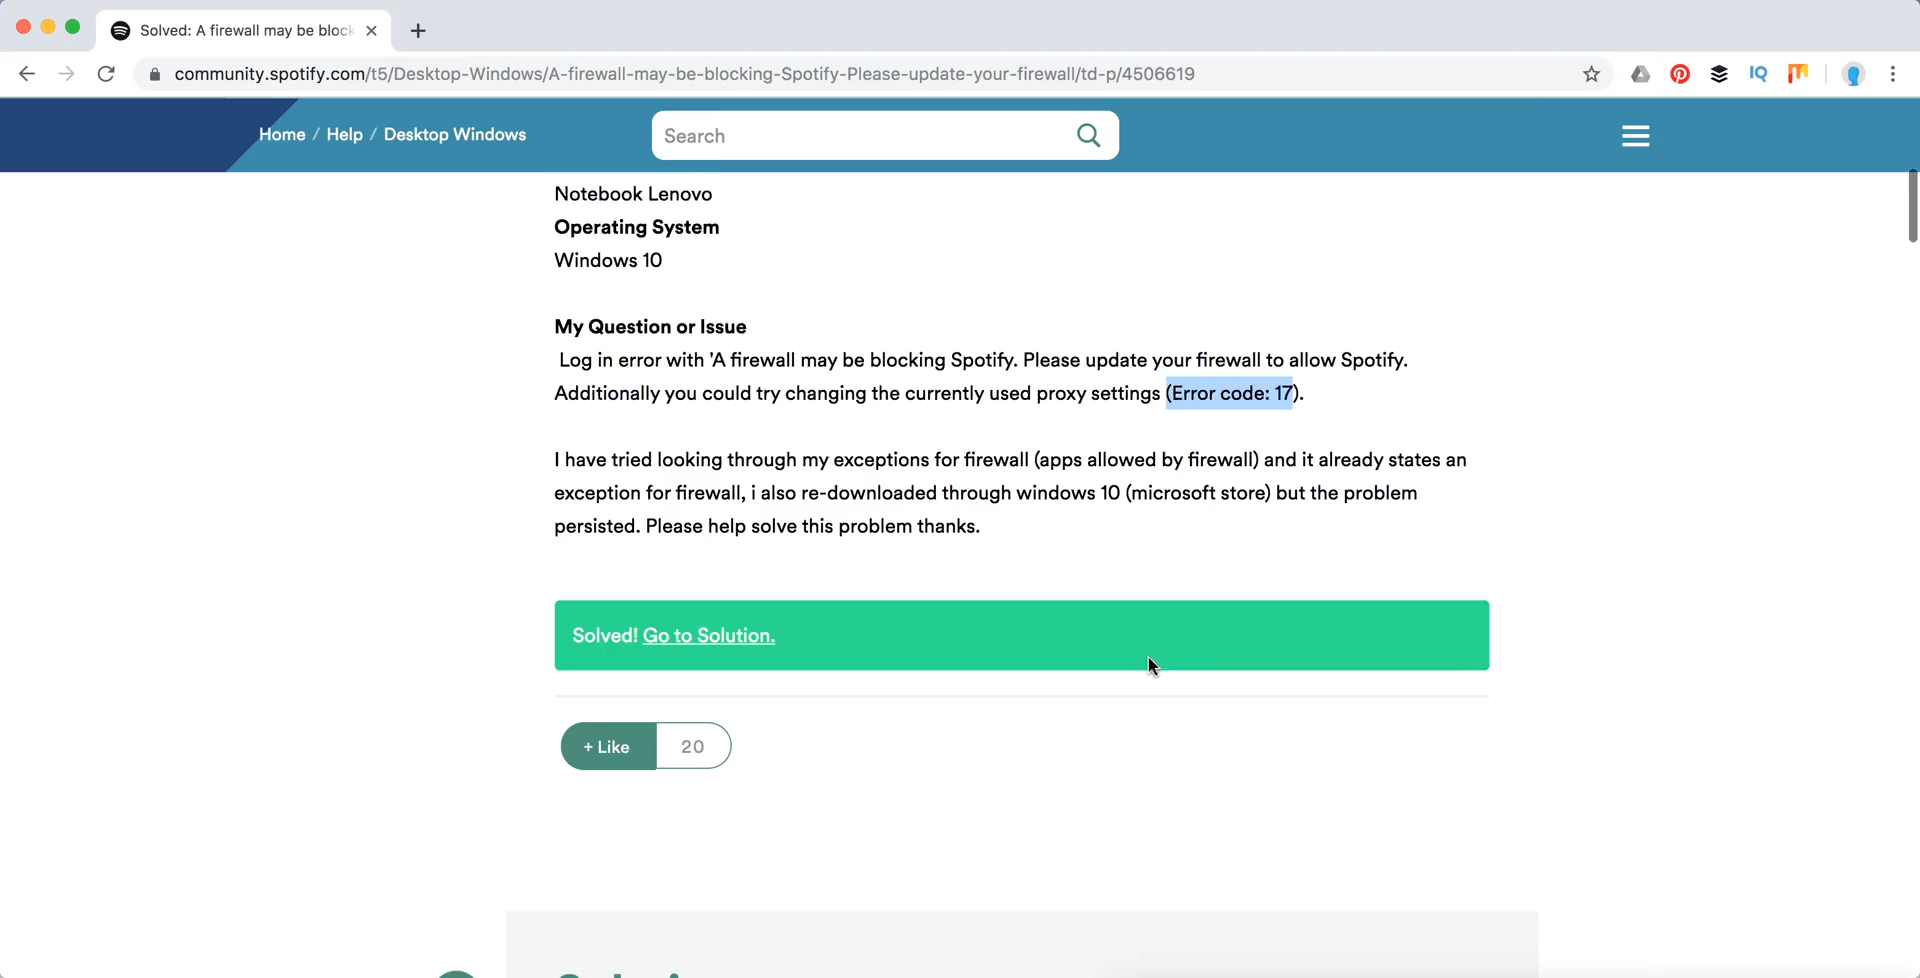 Solved: A firewall may be block
community.spotify.com/t5/Desktop-Windows/A-firewall-may-be-blocking-Spotify-Please-update-your-firewall/td-p/4506619
IQ
Home / Help / Desktop Windows
Search
Notebook Lenovo
Operating System
Windows 10
My Question or Issue
Log in error with 'A firewall may be blocking Spotify. Please update your firewall to allow Spotify.
Additionally you could try changing the currently used proxy settings (Error code: 17).
I have tried looking through my exceptions for firewall (apps allowed by firewall) and it already states an
exception for firewall, i also re-downloaded through windows 10 (microsoft store) but the problem
persisted. Please help solve this problem thanks.
Solved! Go to Solution.
+ Like 20